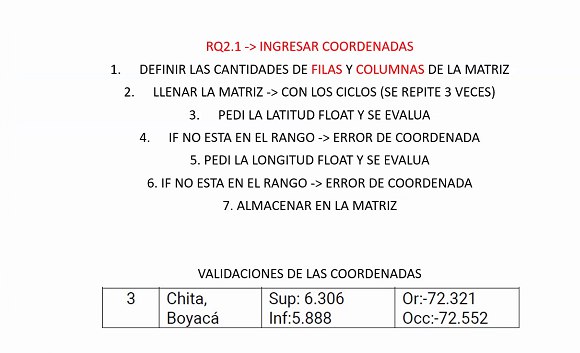 RQ2.1 -> INGRESAR COORDENADAS
1. DEFINIR LAS CANTIDADES DE FILAS Y COLUMNAS DE LA MATRIZ
2. LLENAR LA MATRIZ -> CON LOS CICLOS (SE REPITE 3 VECES)
3. PEDI LA LATITUD FLOAT Y SE EVALUA
4. IF NO ESTA EN EL RANGO -> ERROR DE COORDENADA
5. PEDI LA LONGITUD FLOAT Y SE EVALUA
6. IF NO ESTA EN EL RANGO -> ERROR DE COORDENADA
7. ALMACENAR EN LA MATRIZ
VALIDACIONES DE LAS COORDENADAS
3 Chita, Sup: 6.306 Or:-72.321
Boyacá Inf:5.888 Occ:-72.552